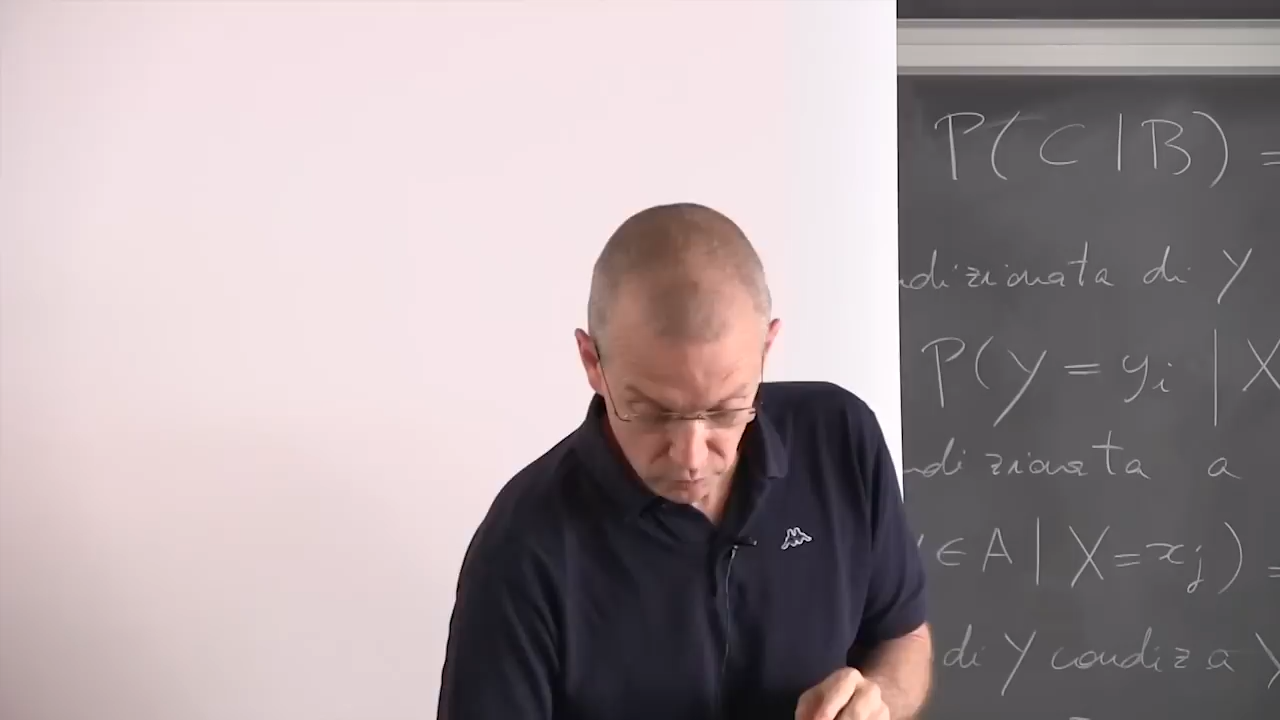 P(C|B) =
ndizionata di Y
P(Y = yi | X
ndizionata a
∈ A | X = xj) =
di Y condiz a Y